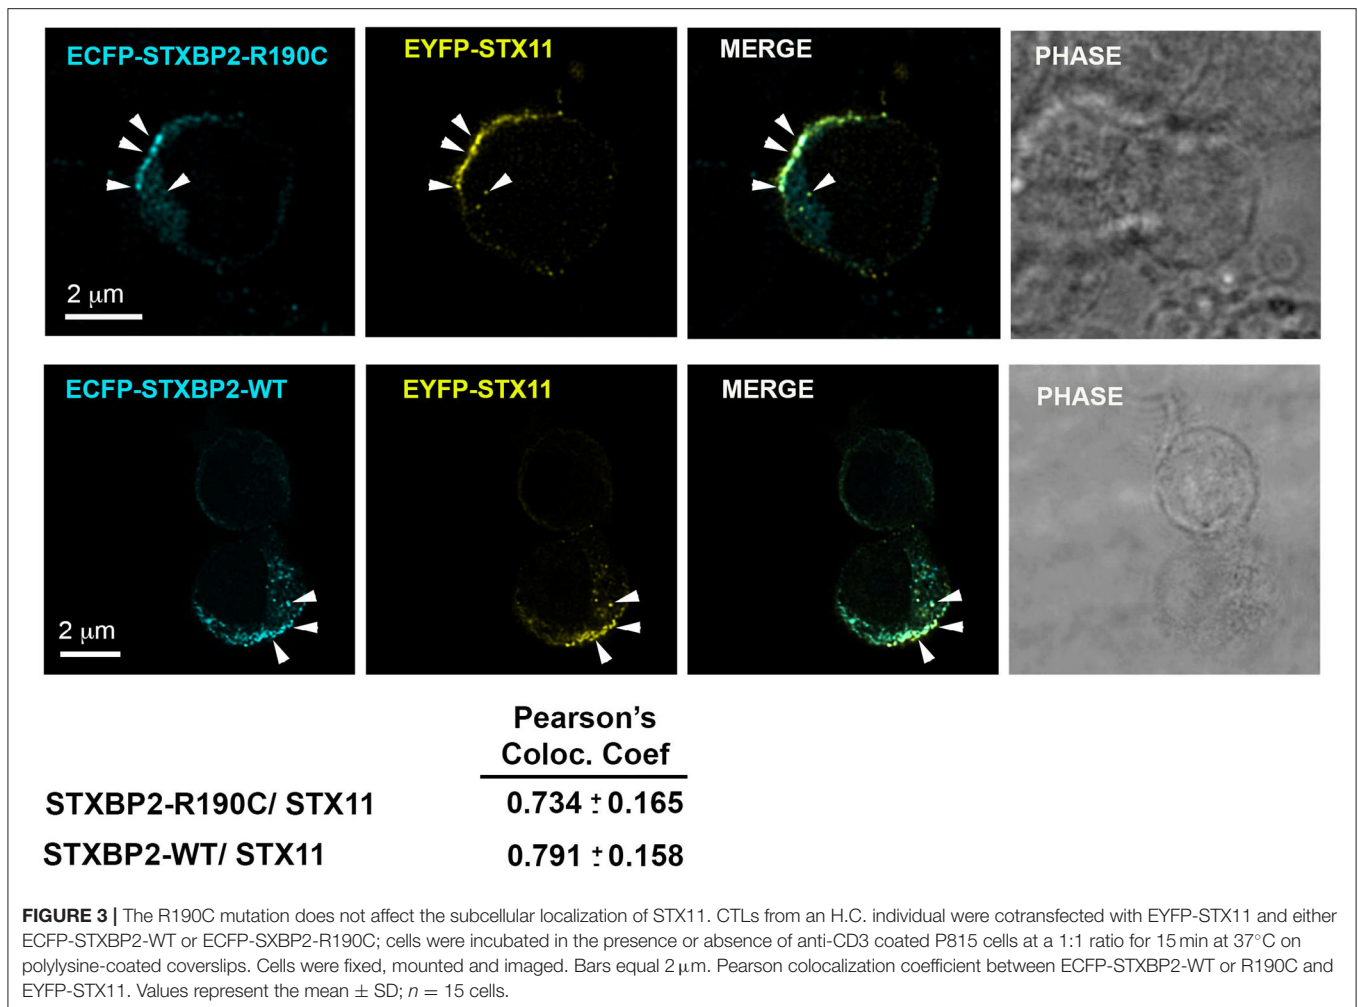 ECFP-STXBP2-R190C EYFP-STX11 MERGE PHASE
2 µm
ECFP-STXBP2-WT EYFP-STX11 MERGE PHASE
2 µm
Pearson's
Coloc. Coef
STXBP2-R190C/ STX11 0.734 ± 0.165
STXBP2-WT/ STX11 0.791 ± 0.158
FIGURE 3 | The R190C mutation does not affect the subcellular localization of STX11. CTLs from an H.C. individual were cotransfected with EYFP-STX11 and either
ECFP-STXBP2-WT or ECFP-SXBP2-R190C; cells were incubated in the presence or absence of anti-CD3 coated P815 cells at a 1:1 ratio for 15 min at 37°C on
polylysine-coated coverslips. Cells were fixed, mounted and imaged. Bars equal 2 µm. Pearson colocalization coefficient between ECFP-STXBP2-WT or R190C and
EYFP-STX11. Values represent the mean ± SD; n = 15 cells.